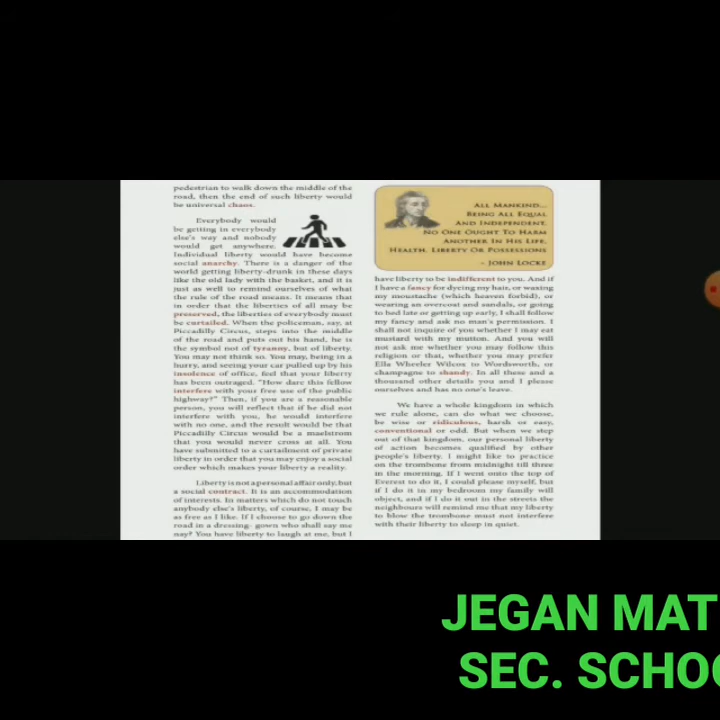 pedestrian to walk down the middle of the
road, then the end of such liberty would
be universal chaos.
Everybody would
be getting in everybody
else's way and nobody
would get anywhere.
Individual liberty would have become
social anarchy. There is a danger of the
world getting liberty-drunk in these days
like the old lady with the basket, and it is
just as well to remind ourselves of what
the rule of the road means. It means that
in order that the liberties of all may be
preserved, the liberties of everybody must
be curtailed. When the policeman, say, at
Piccadilly Circus, steps into the middle
of the road and puts out his hand, he is
the symbol not of tyranny, but of liberty.
You may not think so. You may, being in a
hurry, and seeing your car pulled up by his
insolence of office, feel that your liberty
has been outraged. "How dare this fellow
interfere with your free use of the public
highway?" Then, if you are a reasonable
person, you will reflect that if he did not
interfere with you, he would interfere
with no one, and the result would be that
Piccadilly Circus would be a maelstrom
that you would never cross at all. You
have submitted to a curtailment of private
liberty in order that you may enjoy a social
order which makes your liberty a reality.
Liberty is not a personal affair only, but
a social contract. It is an accommodation
of interests. In matters which do not touch
anybody else's liberty, of course, I may be
as free as I like. If I choose to go down the
road in a dressing- gown who shall say me
nay? You have liberty to laugh at me, but I
ALL MANKIND...
BEING ALL EQUAL
AND INDEPENDENT,
NO ONE OUGHT TO HARM
ANOTHER IN HIS LIFE,
HEALTH, LIBERTY OR POSSESSIONS
- JOHN LOCKE
have liberty to be indifferent to you. And if
I have a fancy for dyeing my hair, or waxing
my moustache (which heaven forbid), or
wearing an overcoat and sandals, or going
to bed late or getting up early, I shall follow
my fancy and ask no man's permission. I
shall not inquire of you whether I may eat
mustard with my mutton. And you will
not ask me whether you may follow this
religion or that, whether you may prefer
Ella Wheeler Wilcox to Wordsworth, or
champagne to shandy. In all these and a
thousand other details you and I please
ourselves and has no one's leave.
We have a whole kingdom in which
we rule alone, can do what we choose,
be wise or ridiculous, harsh or easy,
conventional or odd. But when we step
out of that kingdom, our personal liberty
of action becomes qualified by other
people's liberty. I might like to practice
on the trombone from midnight till three
in the morning. If I went onto the top of
Everest to do it, I could please myself, but
if I do it in my bedroom my family will
object, and if I do it out in the streets the
neighbours will remind me that my liberty
to blow the trombone must not interfere
with their liberty to sleep in quiet.
JEGAN MAT
SEC. SCHOO